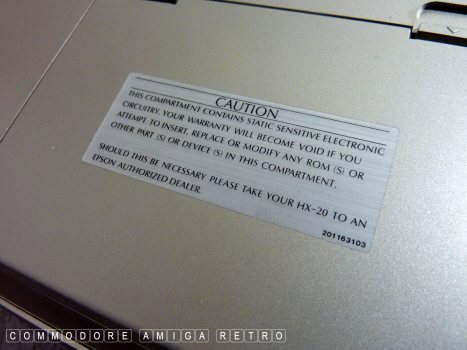 CAUTION
THIS COMPARTMENT CONTAINS STATIC SENSITIVE ELECTRONIC
CIRCUITRY, YOUR WARRANTY WILL BECOME VOID IF YOU
ATTEMPT TO INSERT, REPLACE OR MODIFY ANY ROM (S) OR
OTHER PART (S) OR DEVICE (S) IN THIS COMPARTMENT.
SHOULD THIS BE NECESSARY PLEASE TAKE YOUR HX-20 TO AN
EPSON AUTHORIZED DEALER.
201163103
COMMODORE AMIGA RETRO